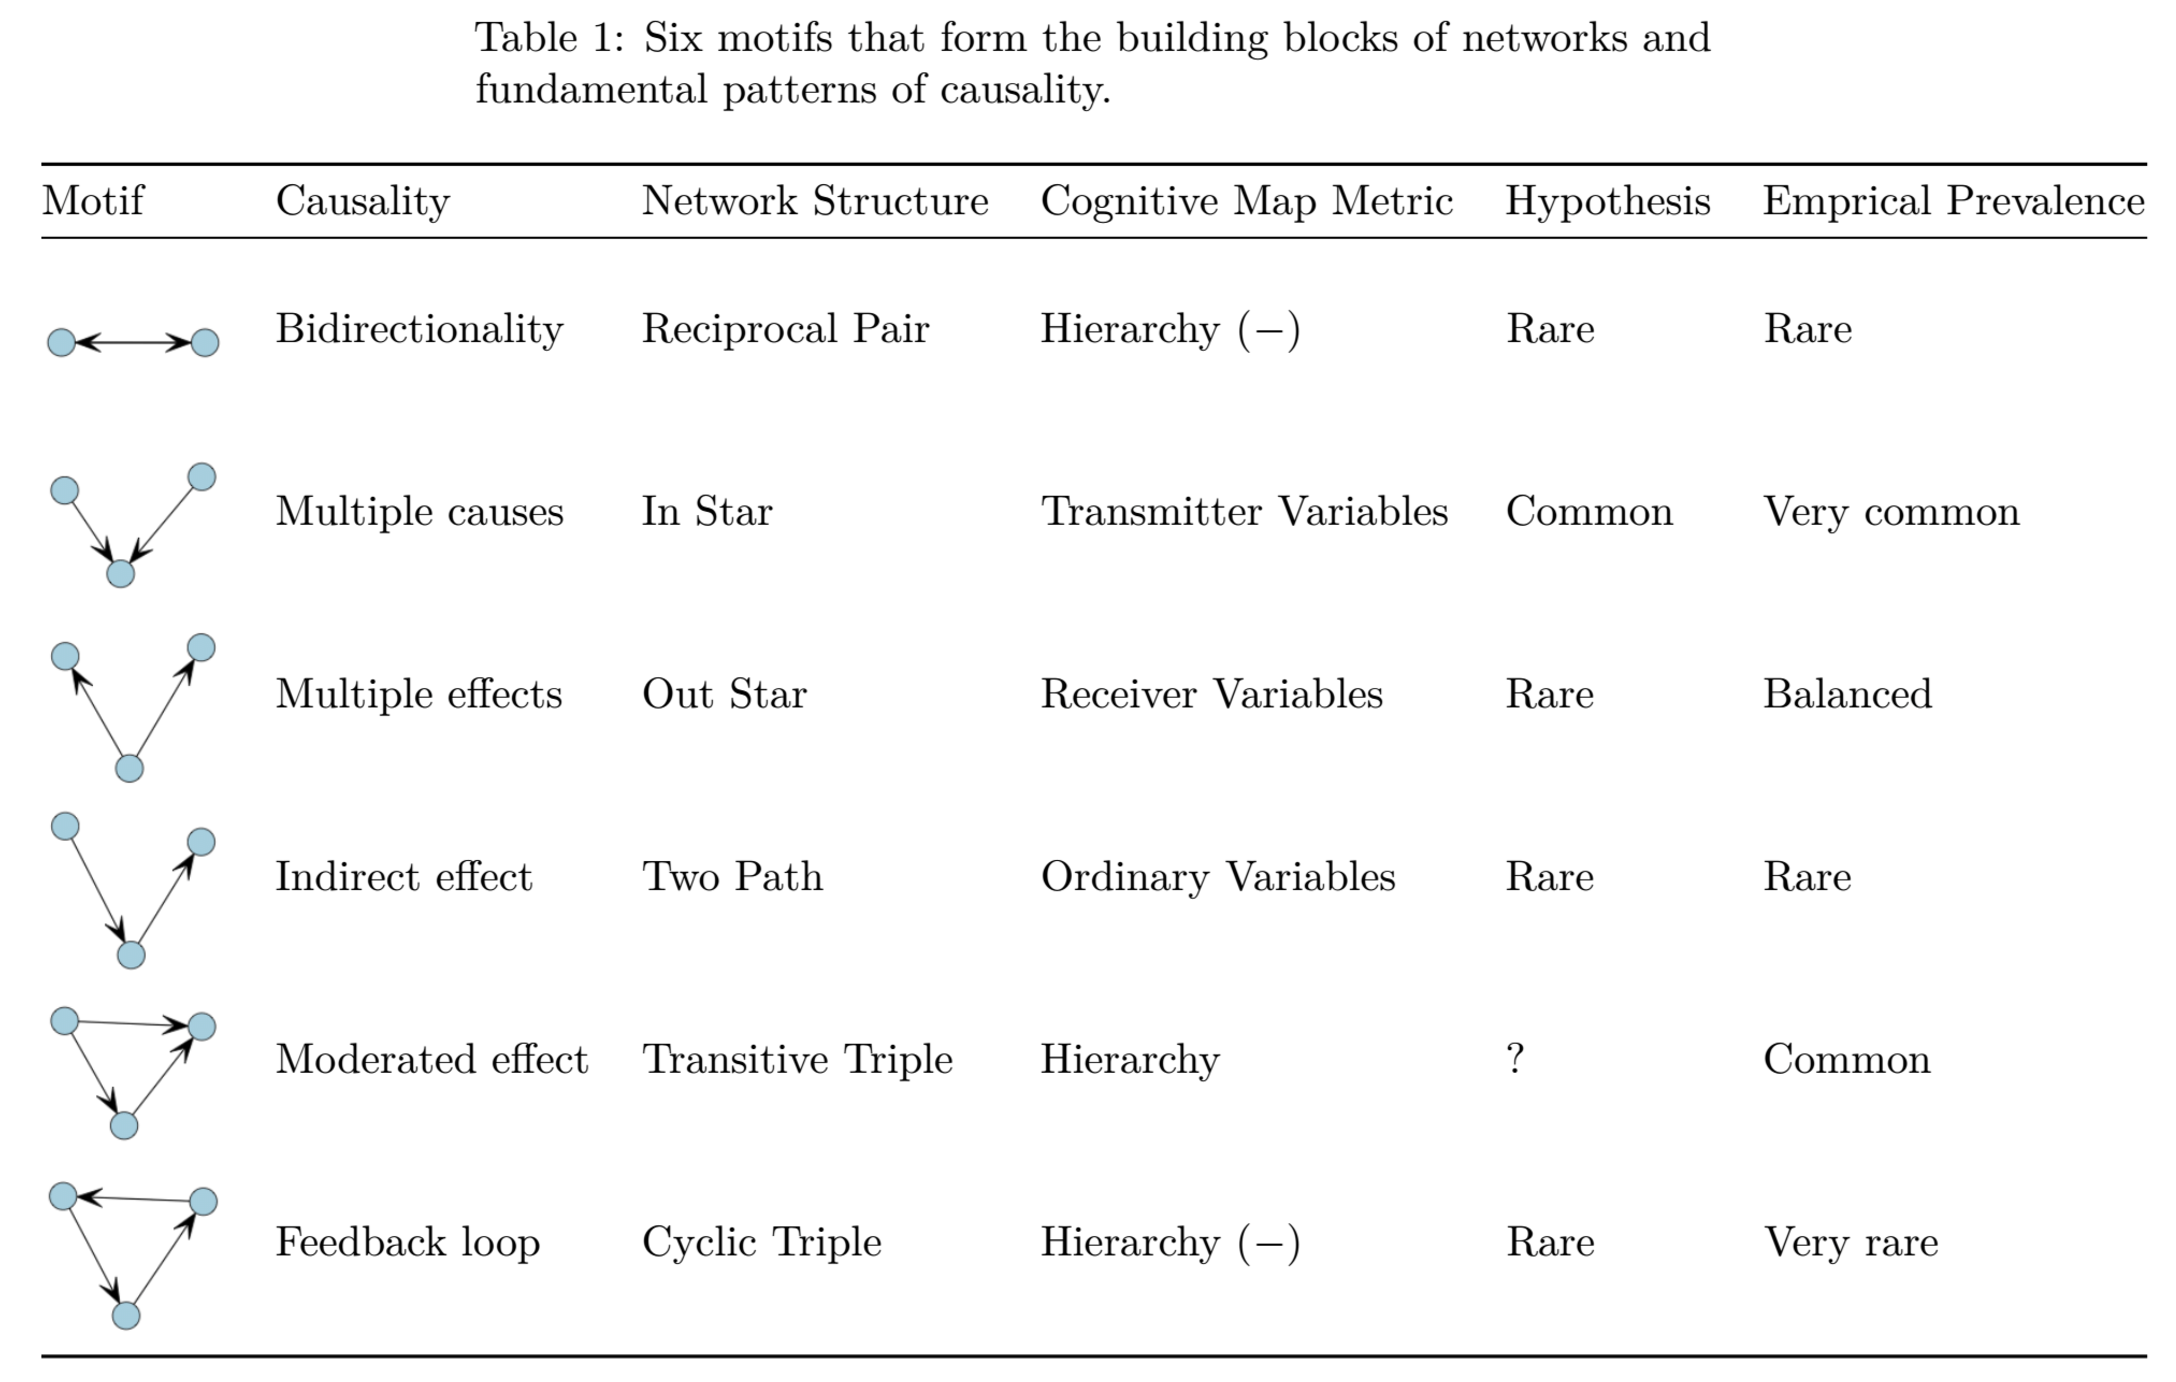 Table 1: Six motifs that form the building blocks of networks and
fundamental patterns of causality.
Motif Causality Network Structure Cognitive Map Metric Hypothesis Emprical Prevalence
Bidirectionality Reciprocal Pair Hierarchy (−) Rare Rare
Multiple causes In Star Transmitter Variables Common Very common
Multiple effects Out Star Receiver Variables Rare Balanced
Indirect effect Two Path Ordinary Variables Rare Rare
Moderated effect Transitive Triple Hierarchy ? Common
Feedback loop Cyclic Triple Hierarchy (−) Rare Very rare